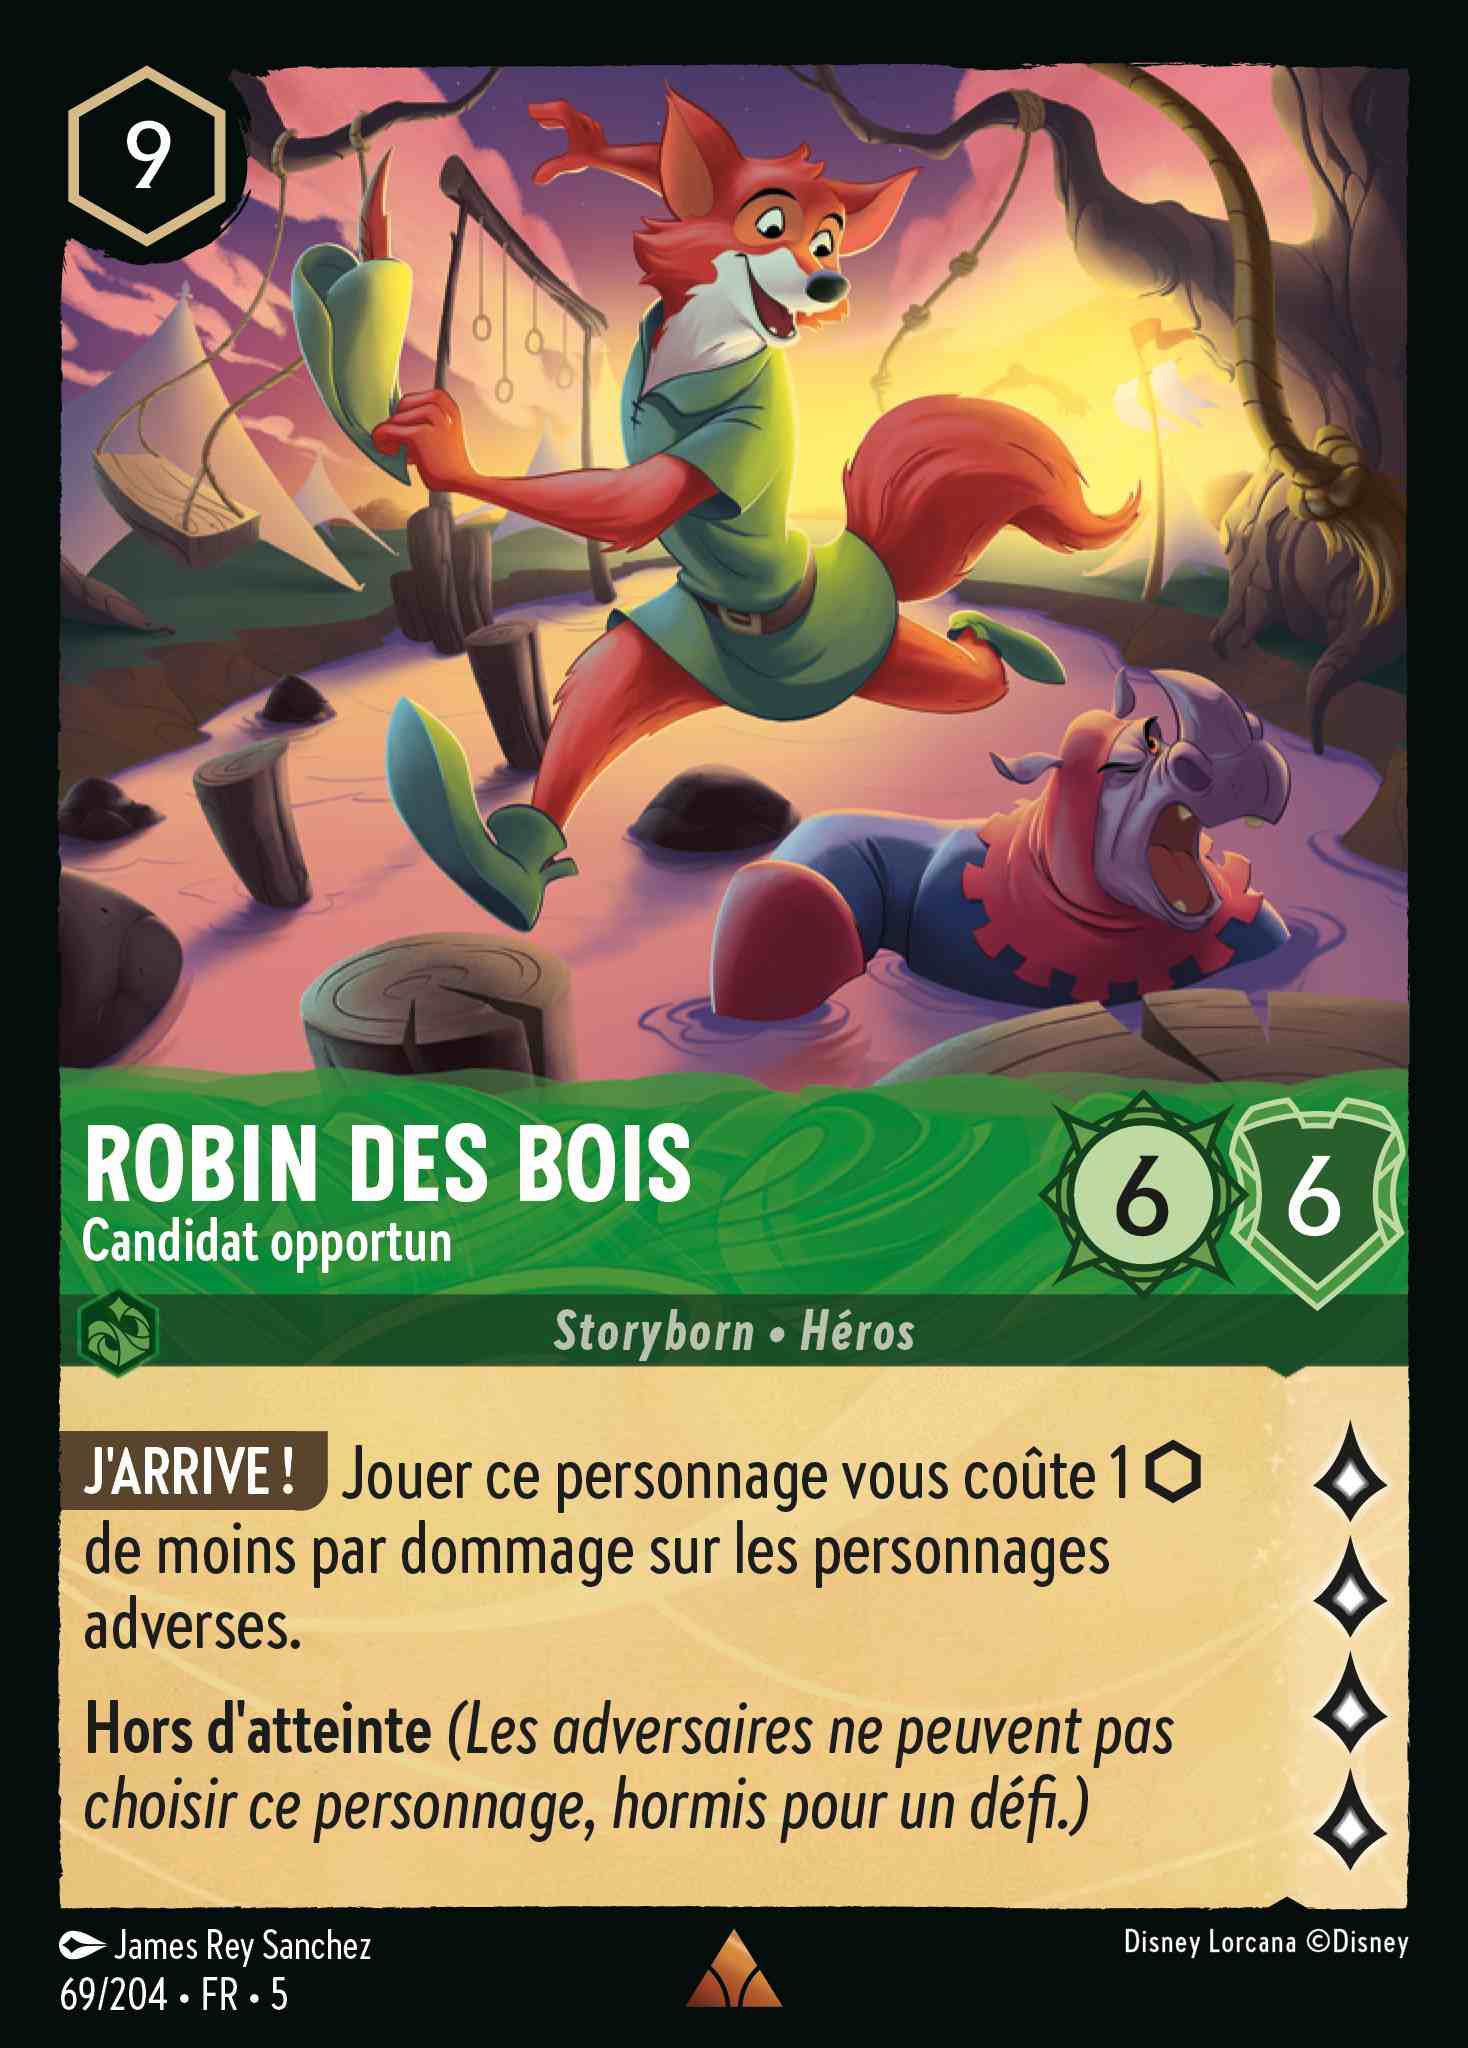 9
ROBIN DES BOIS
Candidat opportun
6
6
Storyborn • Héros
J'ARRIVE ! Jouer ce personnage vous coûte 1
de moins par dommage sur les personnages
adverses.
Hors d'atteinte (Les adversaires ne peuvent pas
choisir ce personnage, hormis pour un défi.)
James Rey Sanchez
Disney Lorcana ©Disney
69/204 • FR • 5